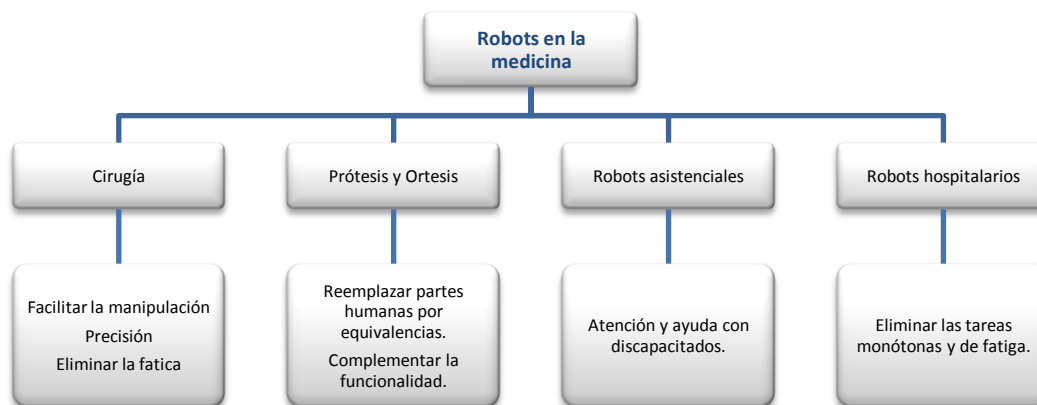 Robots en la
medicina
Cirugía
Prótesis y Ortesis
Robots asistenciales
Robots hospitalarios
Facilitar la manipulación
Precisión
Eliminar la fatica
Reemplazar partes
humanas por
equivalencias.
Complementar la
funcionalidad.
Atención y ayuda con
discapacitados.
Eliminar las tareas
monótonas y de fatiga.